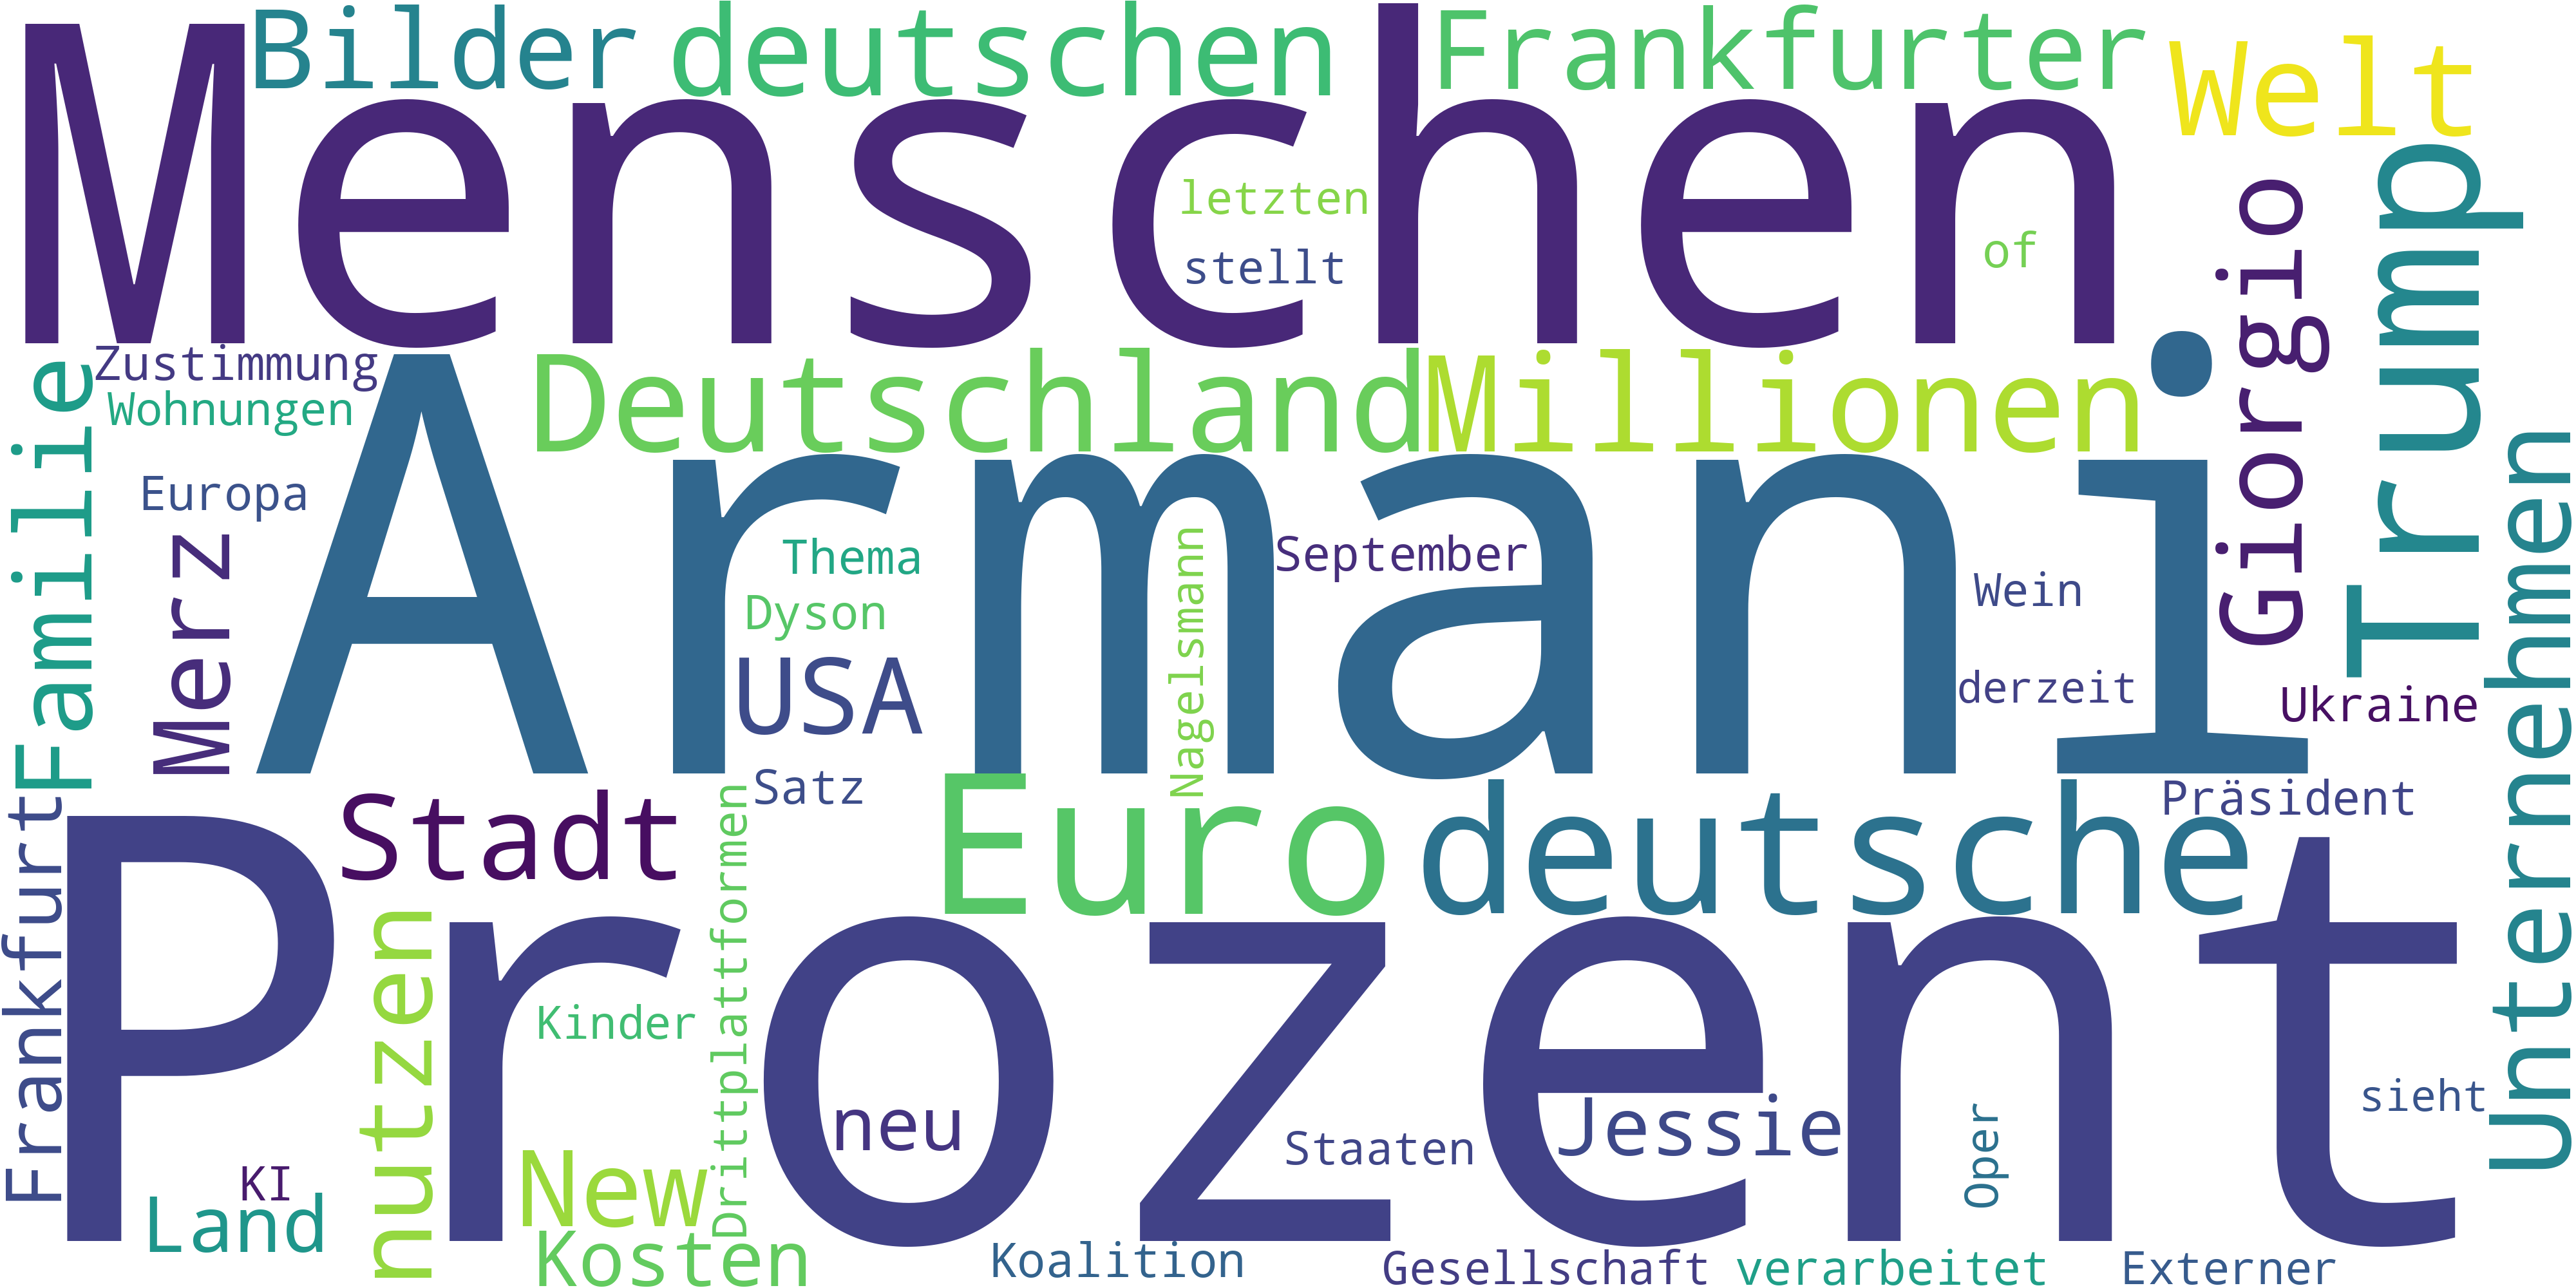 Bilder
deutschen
Frankfurter
Welt
Menschen
letzten
stellt
of
Giorgio
Trump
Zustimmung
Wohnungen
Familie
Deutschland
Millionen
Europa
Merz
Armani
Thema
Dyson
USA
Nagelsmann
September
Wein
derzeit
Ukraine
Unternehmen
Satz
Stadt
Euro
deutsche
Präsident
Frankfurt
Prozent
nutzen
Kinder
Drittplattformen
neu
Staaten
Jessie
Oper
sieht
KI
Land
New
Kosten
Koalition
Gesellschaft
verarbeitet
Externer